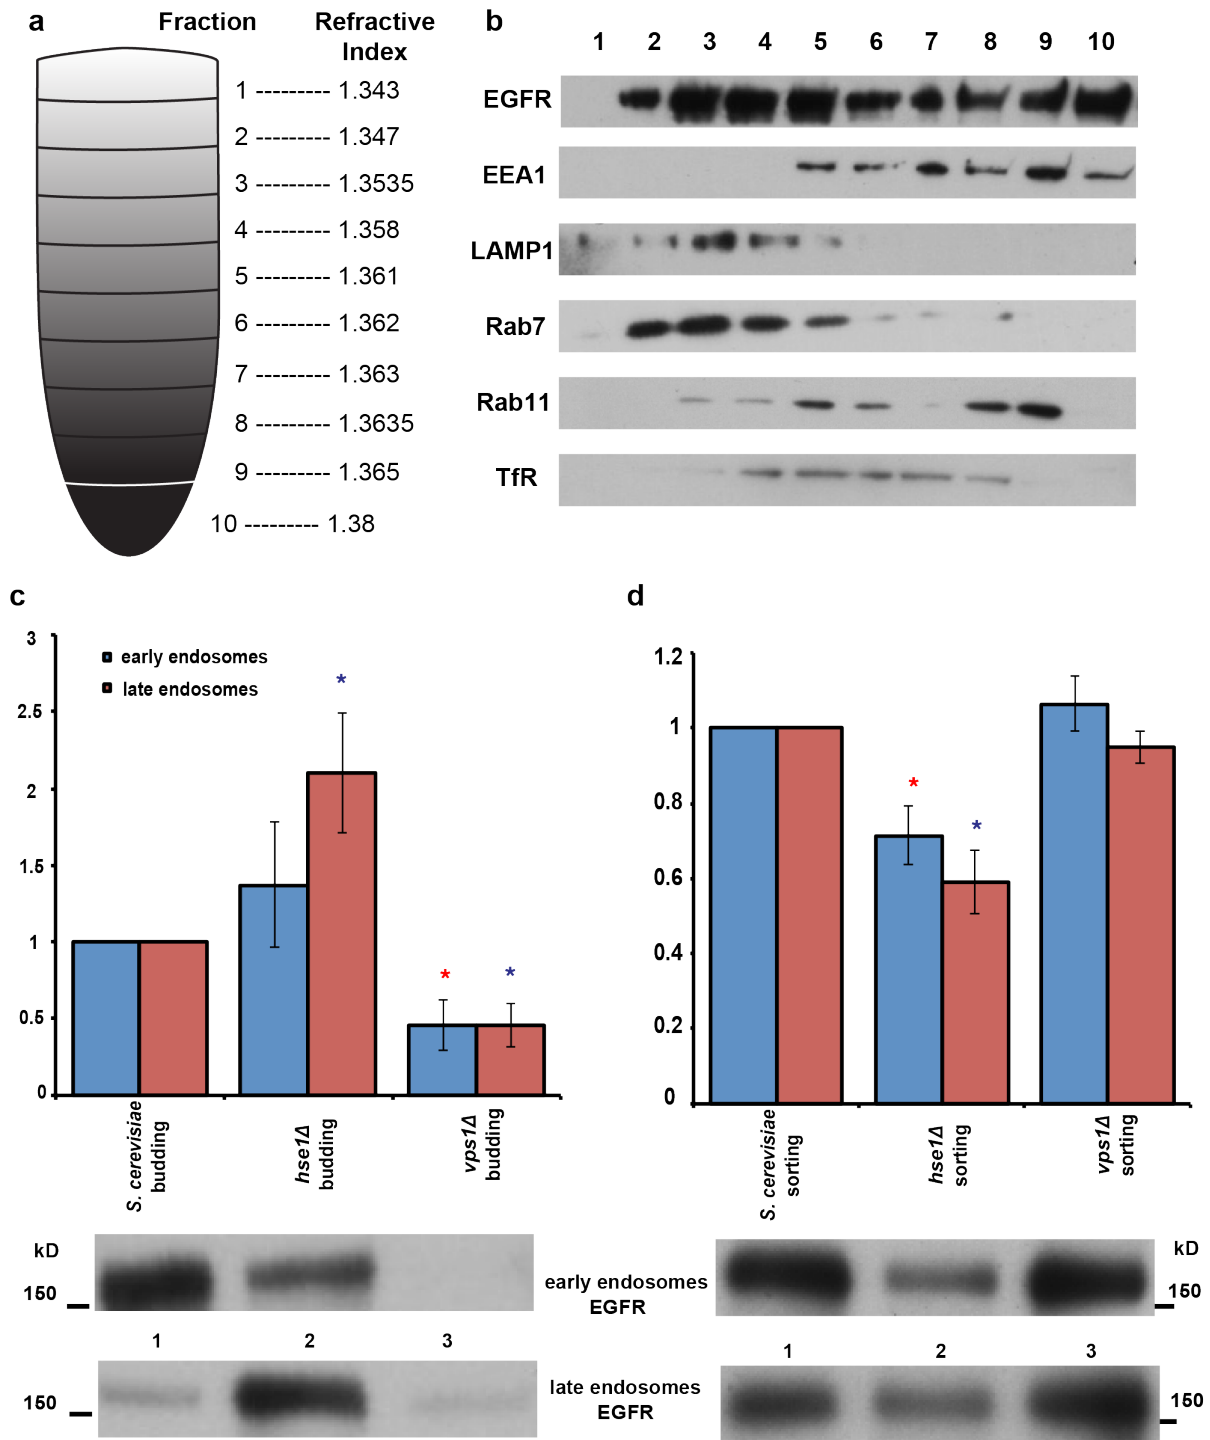 a
Fraction
Refractive
Index
1 --------- 1.343
2 --------- 1.347
3 --------- 1.3535
4 --------- 1.358
5 --------- 1.361
6 --------- 1.362
7 --------- 1.363
8 --------- 1.3635
9 --------- 1.365
10 --------- 1.38
b
1 2 3 4 5 6 7 8 9 10
EGFR
EEA1
LAMP1
Rab7
Rab11
TfR
c
3
2.5
2
1.5
1
0.5
0
early endosomes
late endosomes
*
*
*
S. cerevisiae
budding
hse1Δ
budding
vps1Δ
budding
d
1.2
1
0.8
0.6
0.4
0.2
0
*
*
S. cerevisiae
sorting
hse1Δ
sorting
vps1Δ
sorting
kD
150
early endosomes
EGFR
kD
150
1 2 3
1 2 3
150
late endosomes
EGFR
150